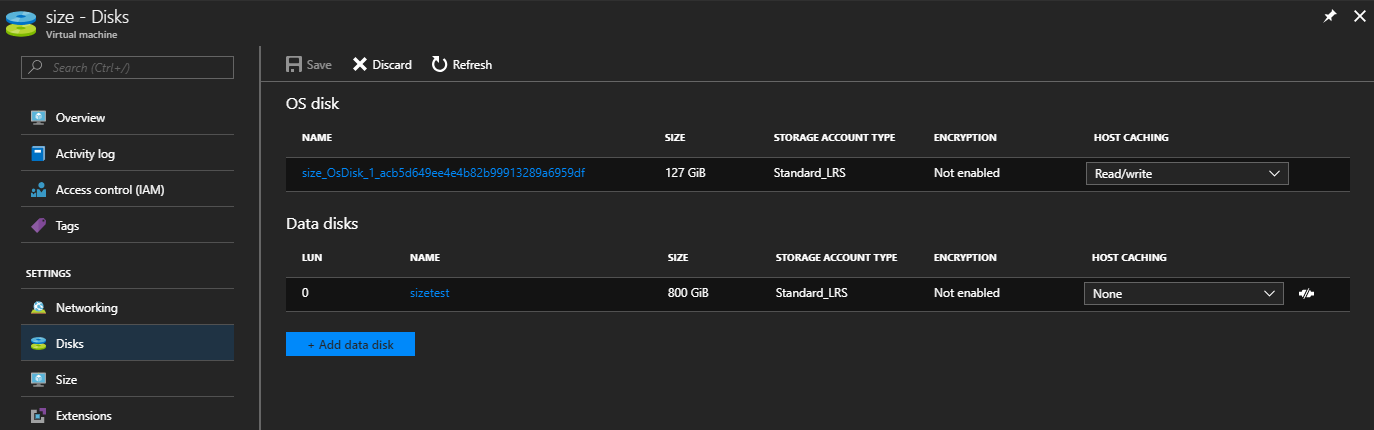 size - Disks
Virtual machine
Search (Ctrl+/)
Overview
Activity log
Access control (IAM)
Tags
SETTINGS
Networking
Disks
Size
Extensions
Save Discard Refresh
OS disk
NAME SIZE STORAGE ACCOUNT TYPE ENCRYPTION HOST CACHING
size_OsDisk_1_acb5d649ee4e4b82b99913289a6959df 127 GiB Standard_LRS Not enabled Read/write
Data disks
LUN NAME SIZE STORAGE ACCOUNT TYPE ENCRYPTION HOST CACHING
0 sizetest 800 GiB Standard_LRS Not enabled None
+ Add data disk